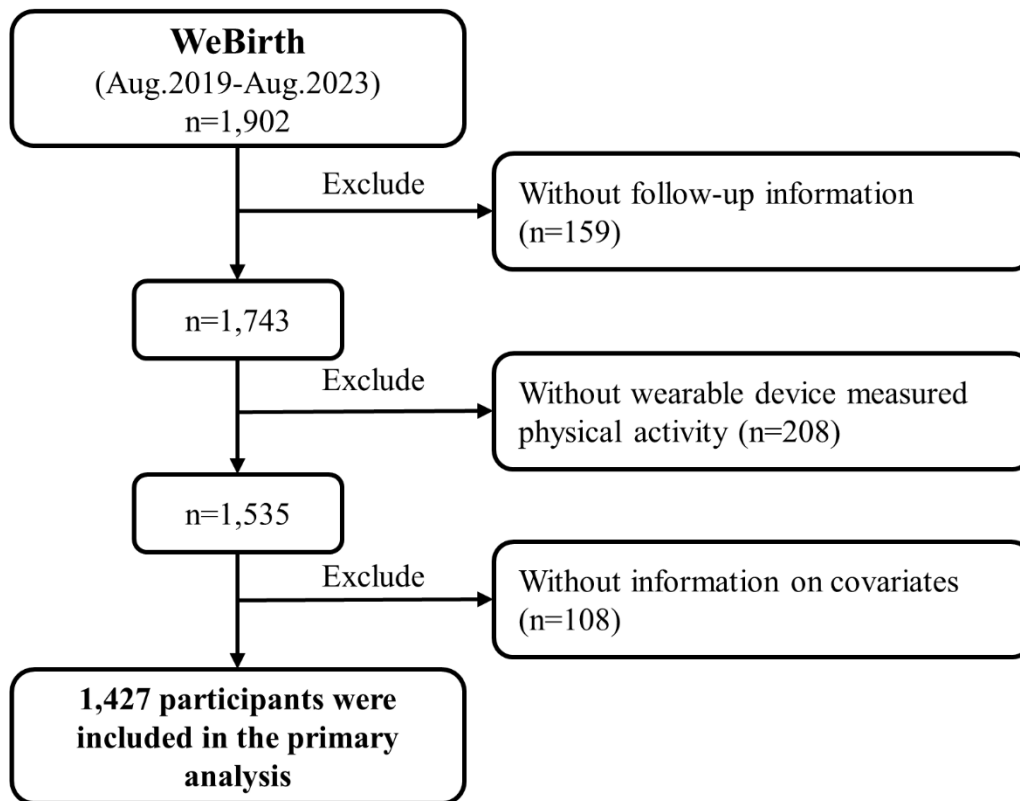 WeBirth
(Aug.2019-Aug.2023)
n=1,902
Exclude
Without follow-up information
(n=159)
n=1,743
Exclude
Without wearable device measured
physical activity (n=208)
n=1,535
Exclude
Without information on covariates
(n=108)
1,427 participants were
included in the primary
analysis